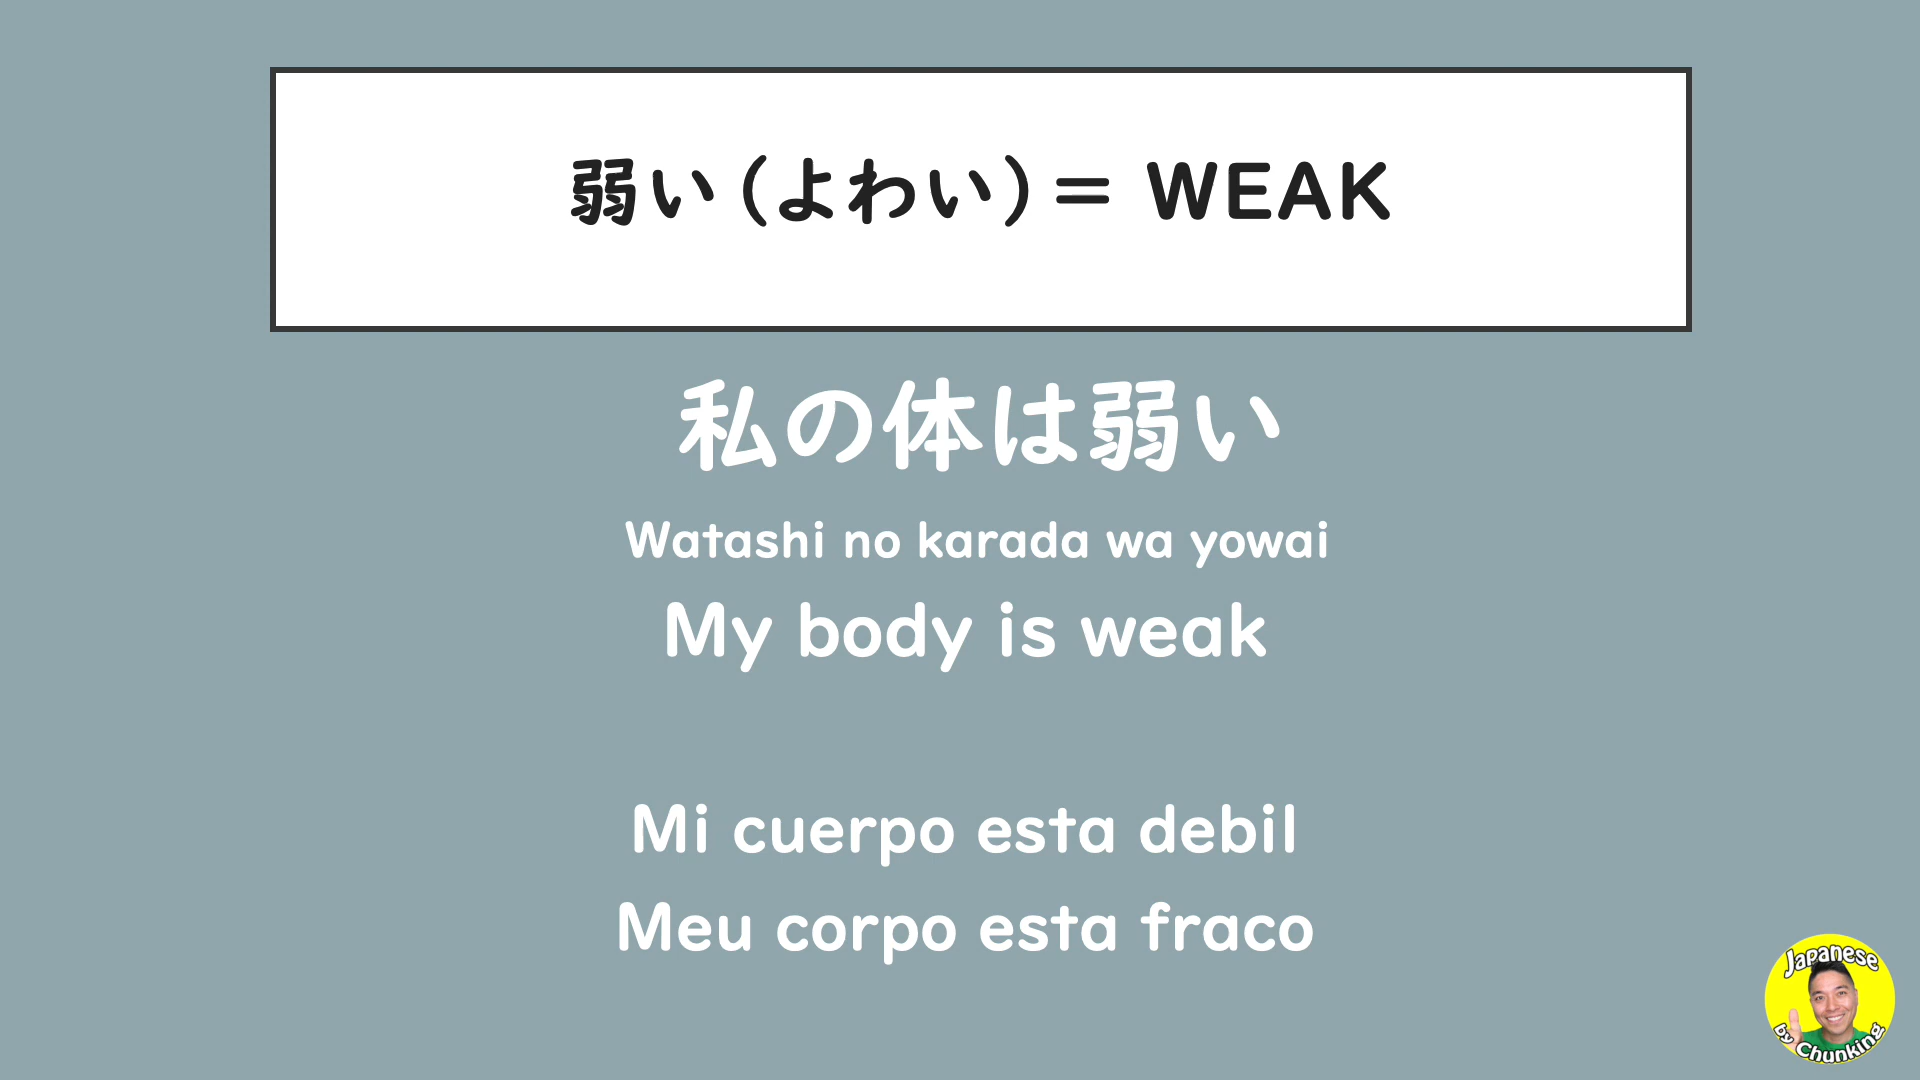 弱い（よわい）＝ WEAK
私の体は弱い
Watashi no karada wa yowai
My body is weak
Mi cuerpo esta debil
Meu corpo esta fraco
Japanese
by Chunking